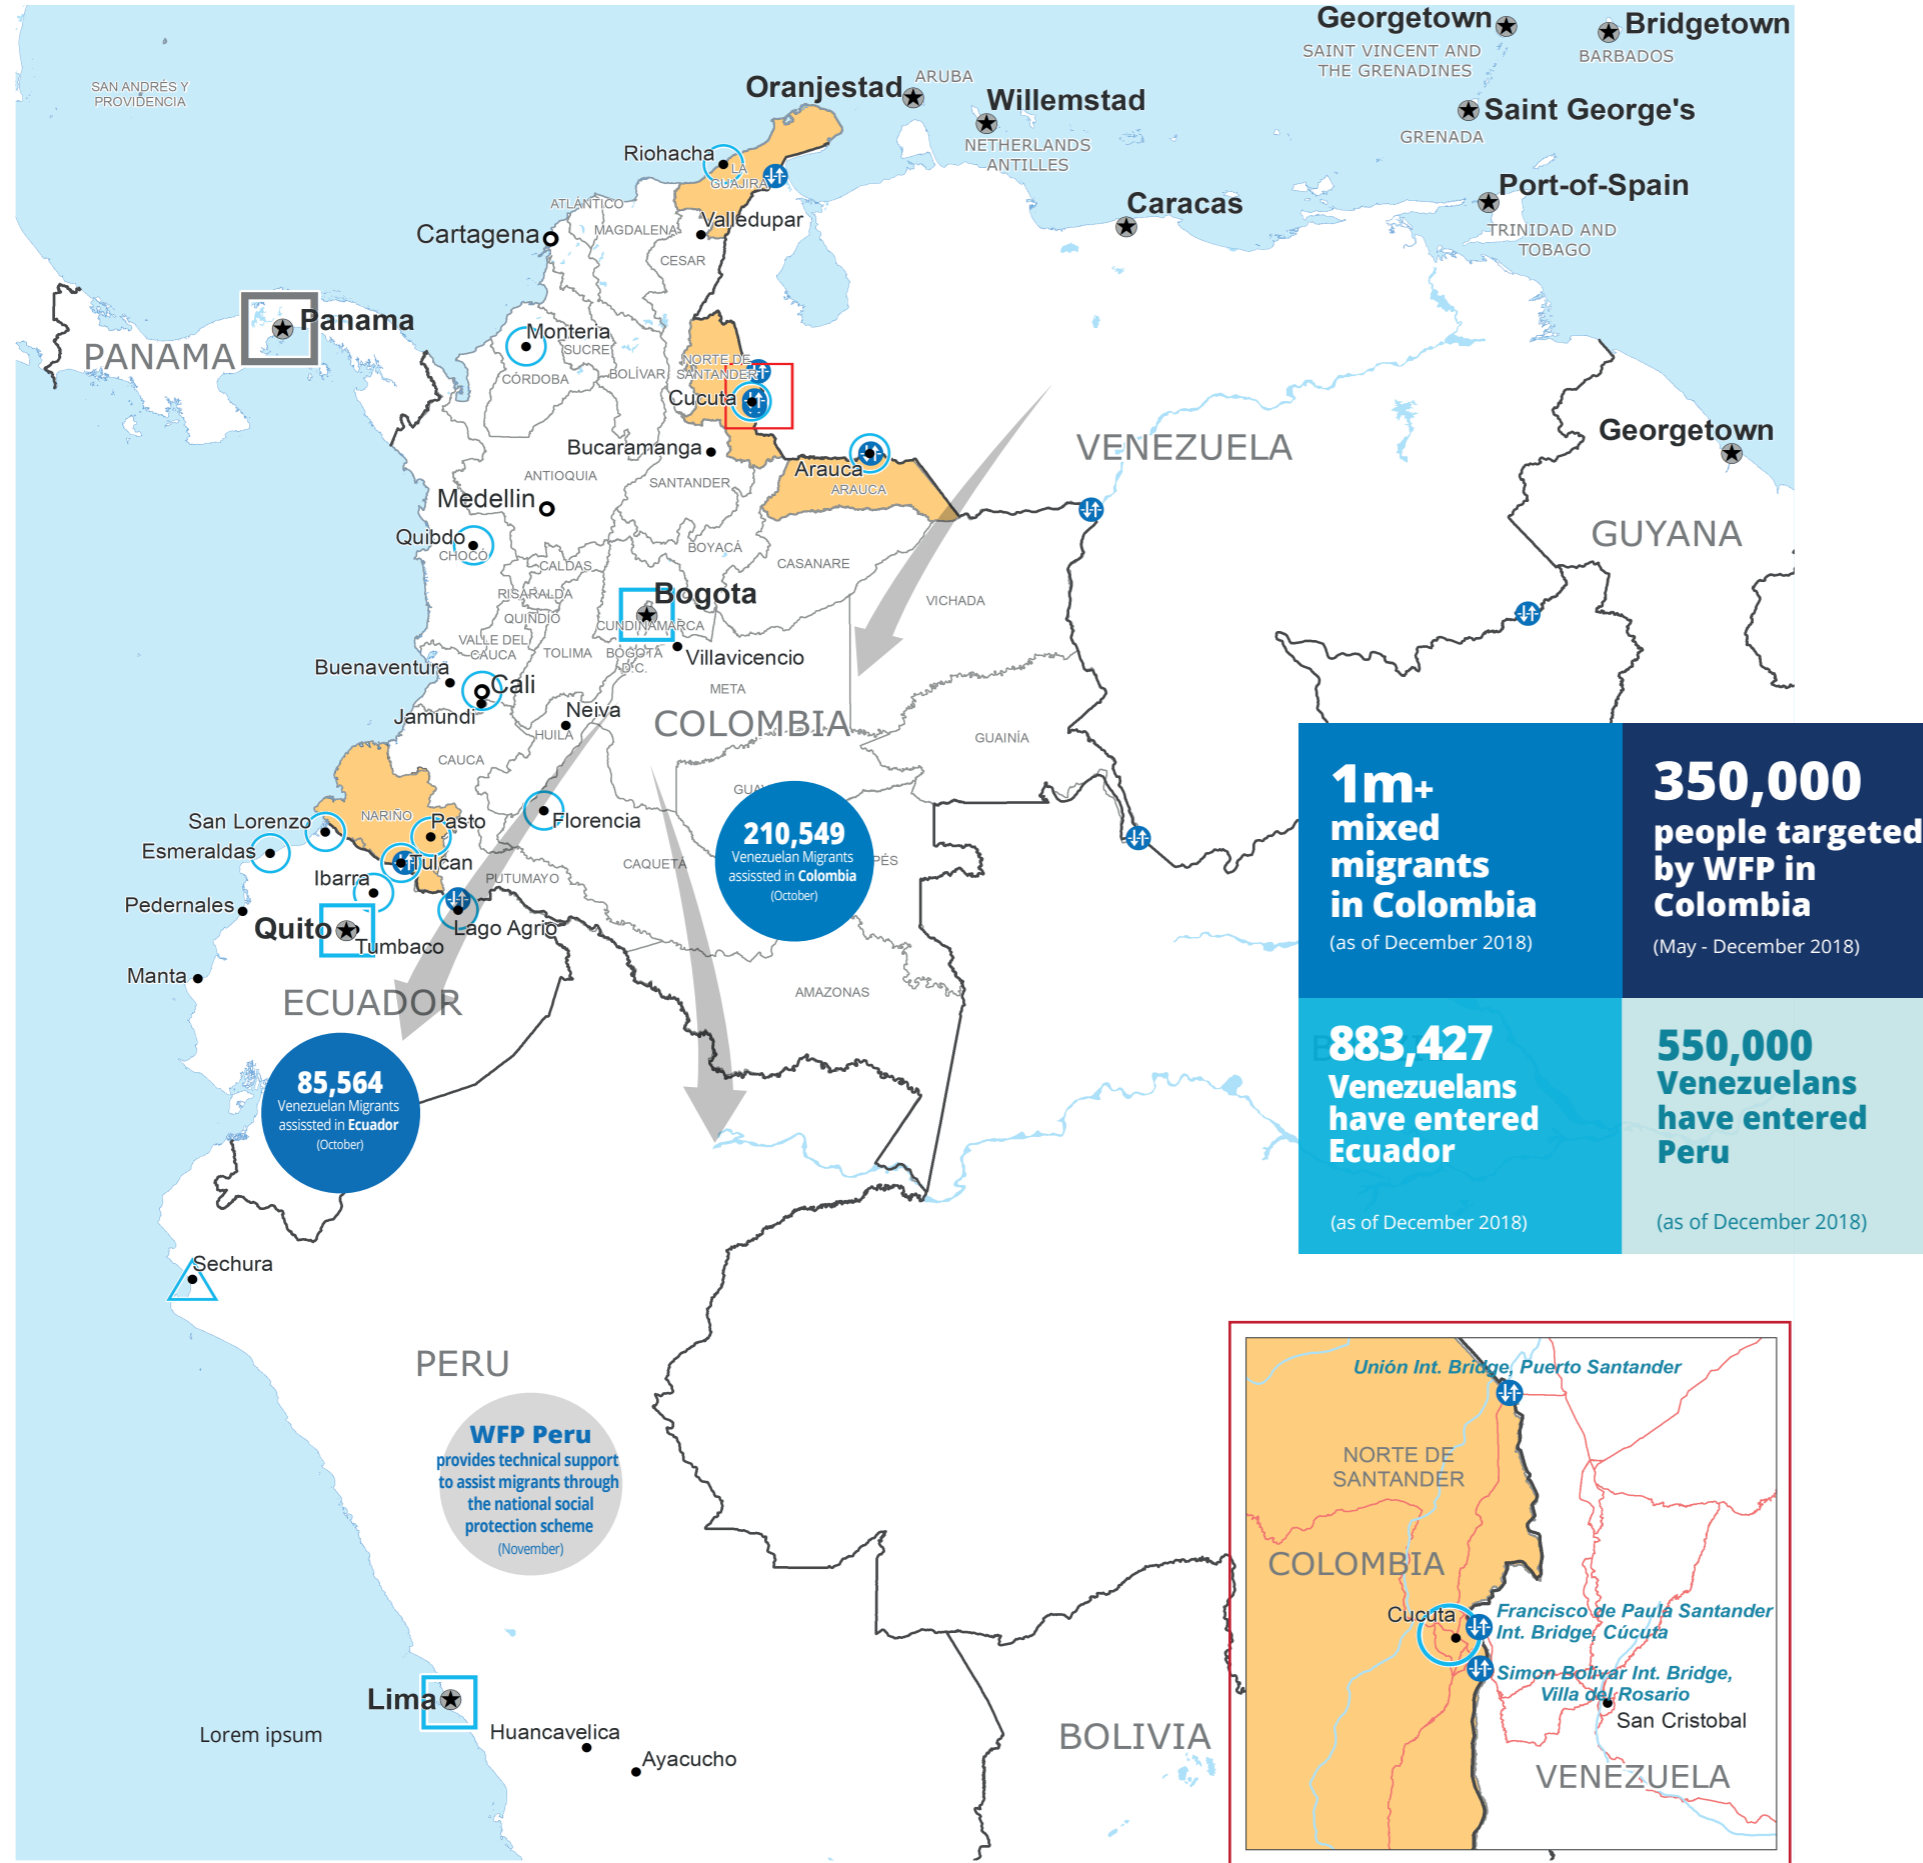 Georgetown
Bridgetown
SAINT VINCENT AND
THE GRENADINES
BARBADOS
SAN ANDRÉS Y
PROVIDENCIA
Oranjestad
ARUBA
Willemstad
NETHERLANDS
ANTILLES
Saint George's
GRENADA
Riohacha
LA
GUAJIRA
Port-of-Spain
TRINIDAD AND
TOBAGO
Caracas
ATLÁNTICO
MAGDALENA
Valledupar
Cartagena
CESAR
Panama
PANAMA
Monteria
SUCRE
CÓRDOBA
BOLÍVAR
NORTE DE
SANTANDER
Cucuta
Bucaramanga
VENEZUELA
Georgetown
Arauca
ARAUCA
ANTIOQUIA
SANTANDER
Medellin
GUYANA
Quibdo
CHOCÓ
BOYACÁ
CASANARE
CALDAS
RISARALDA
Bogota
VICHADA
QUINDÍO
CUNDINAMARCA
VALLE DEL
CAUCA
TOLIMA
BOGOTÁ
D.C.
Villavicencio
Buenaventura
Cali
META
Jamundi
Neiva
COLOMBIA
HUILA
GUAINÍA
CAUCA
GUAV
PÉS
NARIÑO
San Lorenzo
Pasto
Florencia
Esmeraldas
Tulcan
CAQUETÁ
Ibarra
PUTUMAYO
Pedernales
Quito
Lago Agrio
Tumbaco
Manta
ECUADOR
AMAZONAS
210,549
Venezuelan Migrants
assissted in Colombia
(October)
1m+
mixed
migrants
in Colombia
(as of December 2018)
350,000
people targeted
by WFP in
Colombia
(May - December 2018)
883,427
Venezuelans
have entered
Ecuador
(as of December 2018)
550,000
Venezuelans
have entered
Peru
(as of December 2018)
85,564
Venezuelan Migrants
assissted in Ecuador
(October)
Sechura
PERU
WFP Peru
provides technical support
to assist migrants through
the national social
protection scheme
(November)
Lima
Lorem ipsum
Huancavelica
Ayacucho
BOLIVIA
Unión Int. Bridge, Puerto Santander
NORTE DE
SANTANDER
COLOMBIA
Cucuta
Francisco de Paula Santander
Int. Bridge, Cúcuta
Simon Bolivar Int. Bridge,
Villa del Rosario
San Cristobal
VENEZUELA